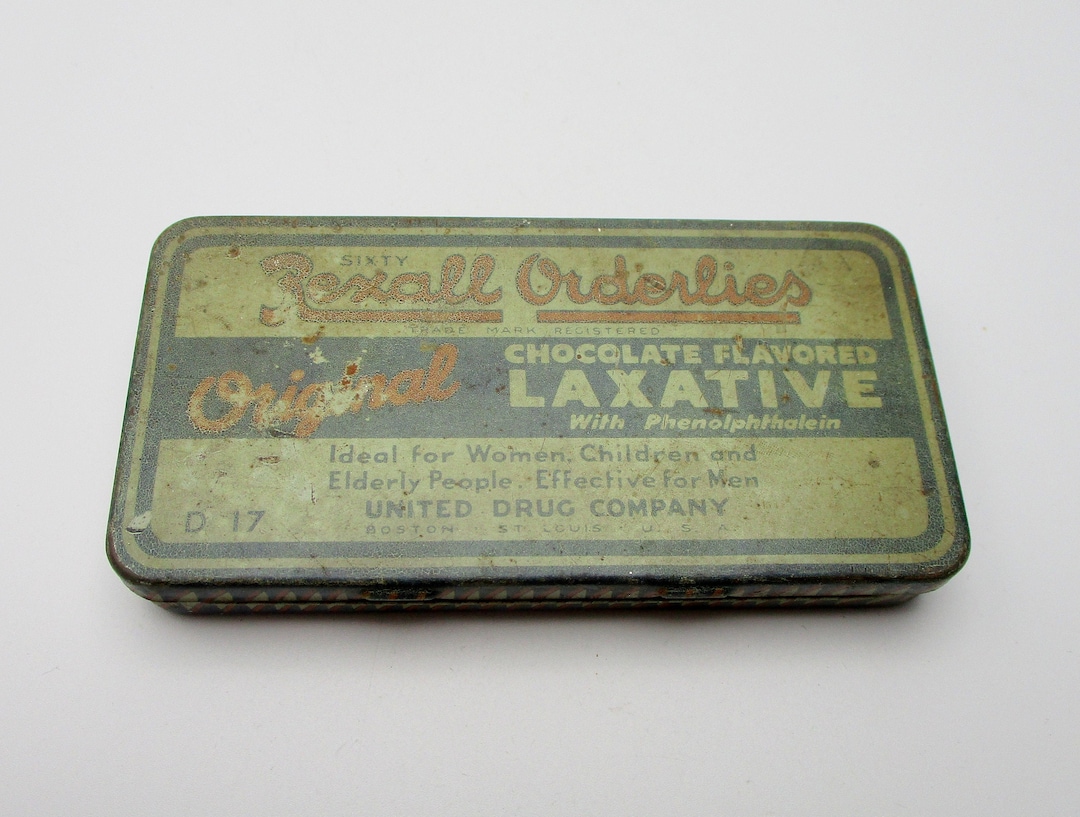 SIXTY
Rexall Orderlies
TRADE MARK REGISTERED
Original
CHOCOLATE FLAVORED
LAXATIVE
With Phenolphthalein
Ideal for Women, Children and
Elderly People. Effective for Men
UNITED DRUG COMPANY
BOSTON ST. LOUIS U. S. A.
D 17